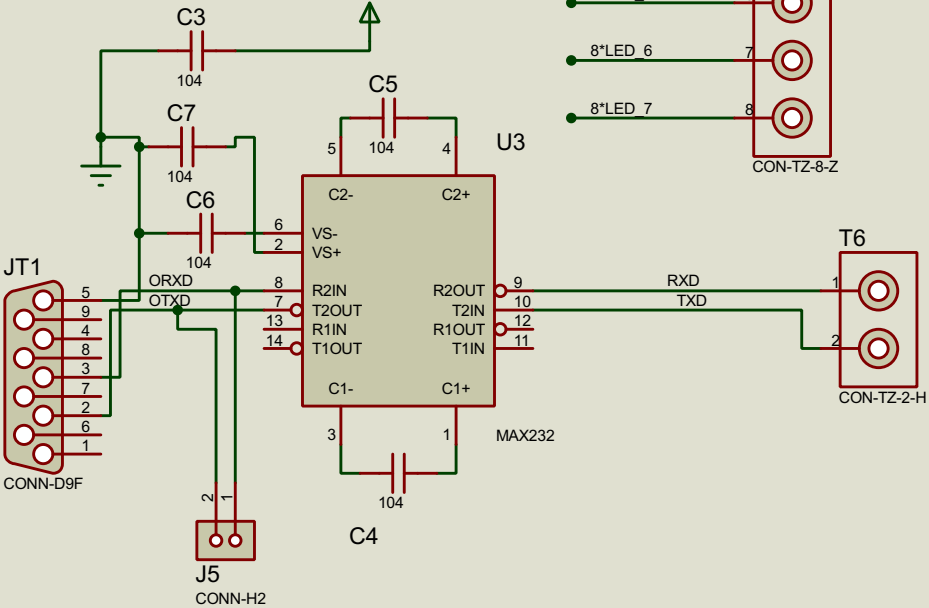 C3
104
8*LED_6
7
8*LED_7
8
CON-TZ-8-Z
C7
104
C5
104
5
4
U3
C2-
C2+
C6
104
6
VS-
2
VS+
JT1
ORXD
8
R2IN
R2OUT
9
RXD
OTXD
7
T2OUT
T2IN
10
TXD
13
R1IN
R1OUT
12
14
T1OUT
T1IN
11
T6
1
2
CON-TZ-2-H
5
9
4
8
3
7
2
6
1
CONN-D9F
C1-
C1+
3
1
MAX232
104
C4
2
1
J5
CONN-H2